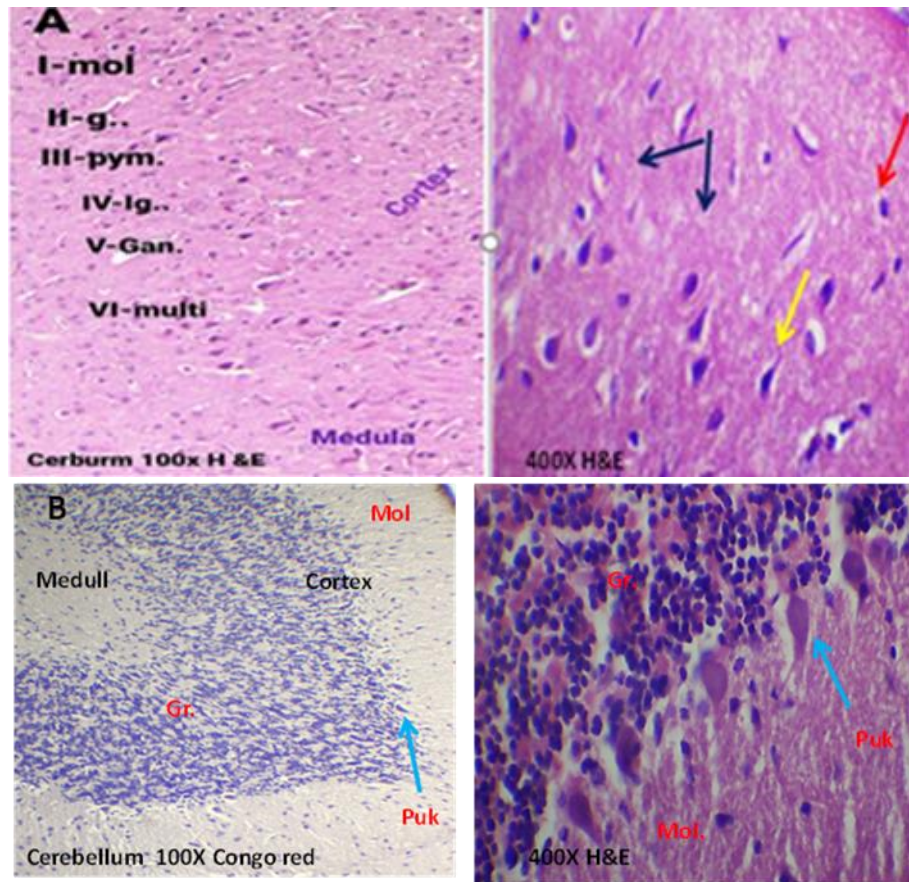 A
I-mol
II-g..
III-pym.
IV-Ig..
V-Gan.
VI-multi
Cortex
Medula
Cerburm 100x H &E
400X H&E
B
Mol
Medull
Cortex
Gr.
Puk
Cerebellum 100X Congo red
Gr.
Puk
Mol.
400X H&E